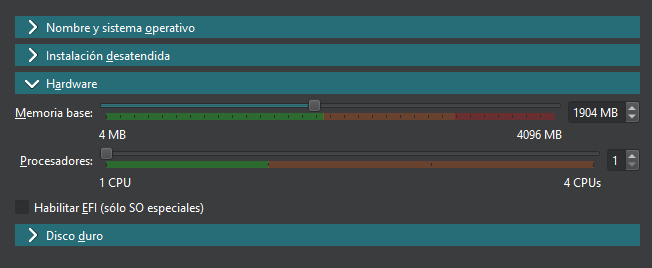 Nombre y sistema operativo
Instalación desatendida
Hardware
Memoria base: 1904 MB
4 MB 4096 MB
Procesadores: 1
1 CPU 4 CPUs
Habilitar EFI (sólo SO especiales)
Disco duro